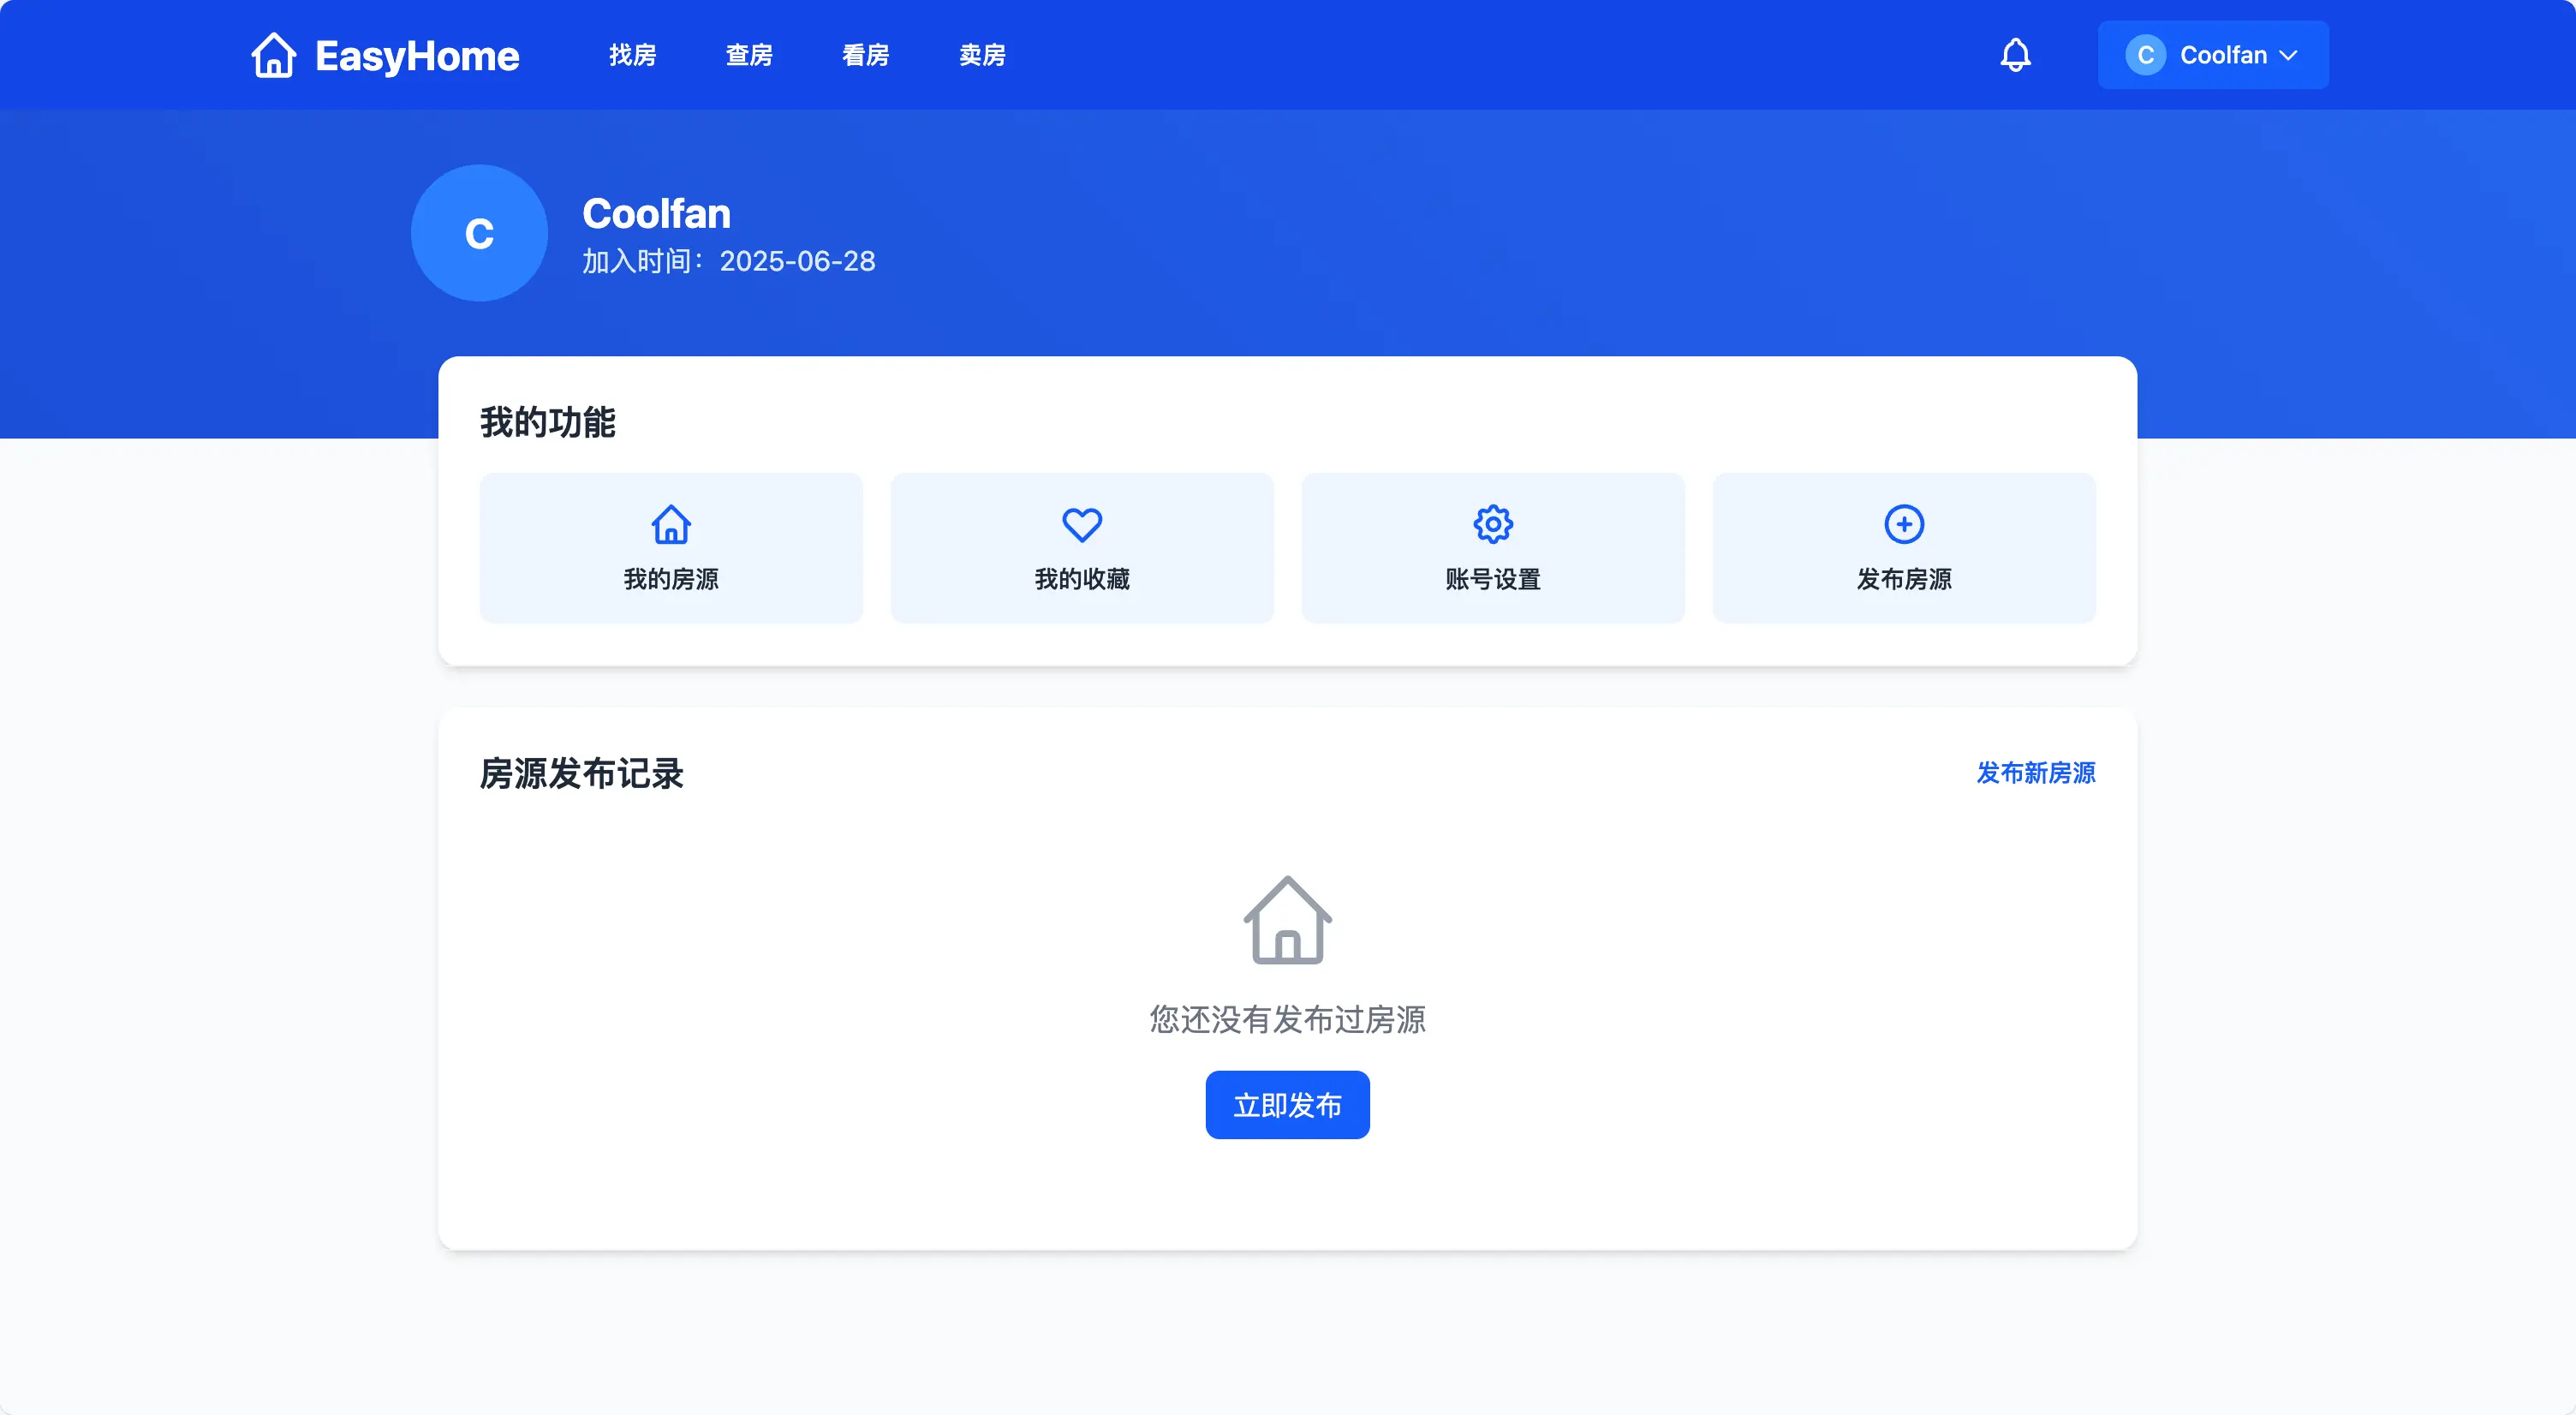 EasyHome 找房 查房 看房 卖房 C Coolfan
C
Coolfan
加入时间：2025-06-28
我的功能
我的房源 我的收藏 账号设置 发布房源
房源发布记录 发布新房源
您还没有发布过房源
立即发布